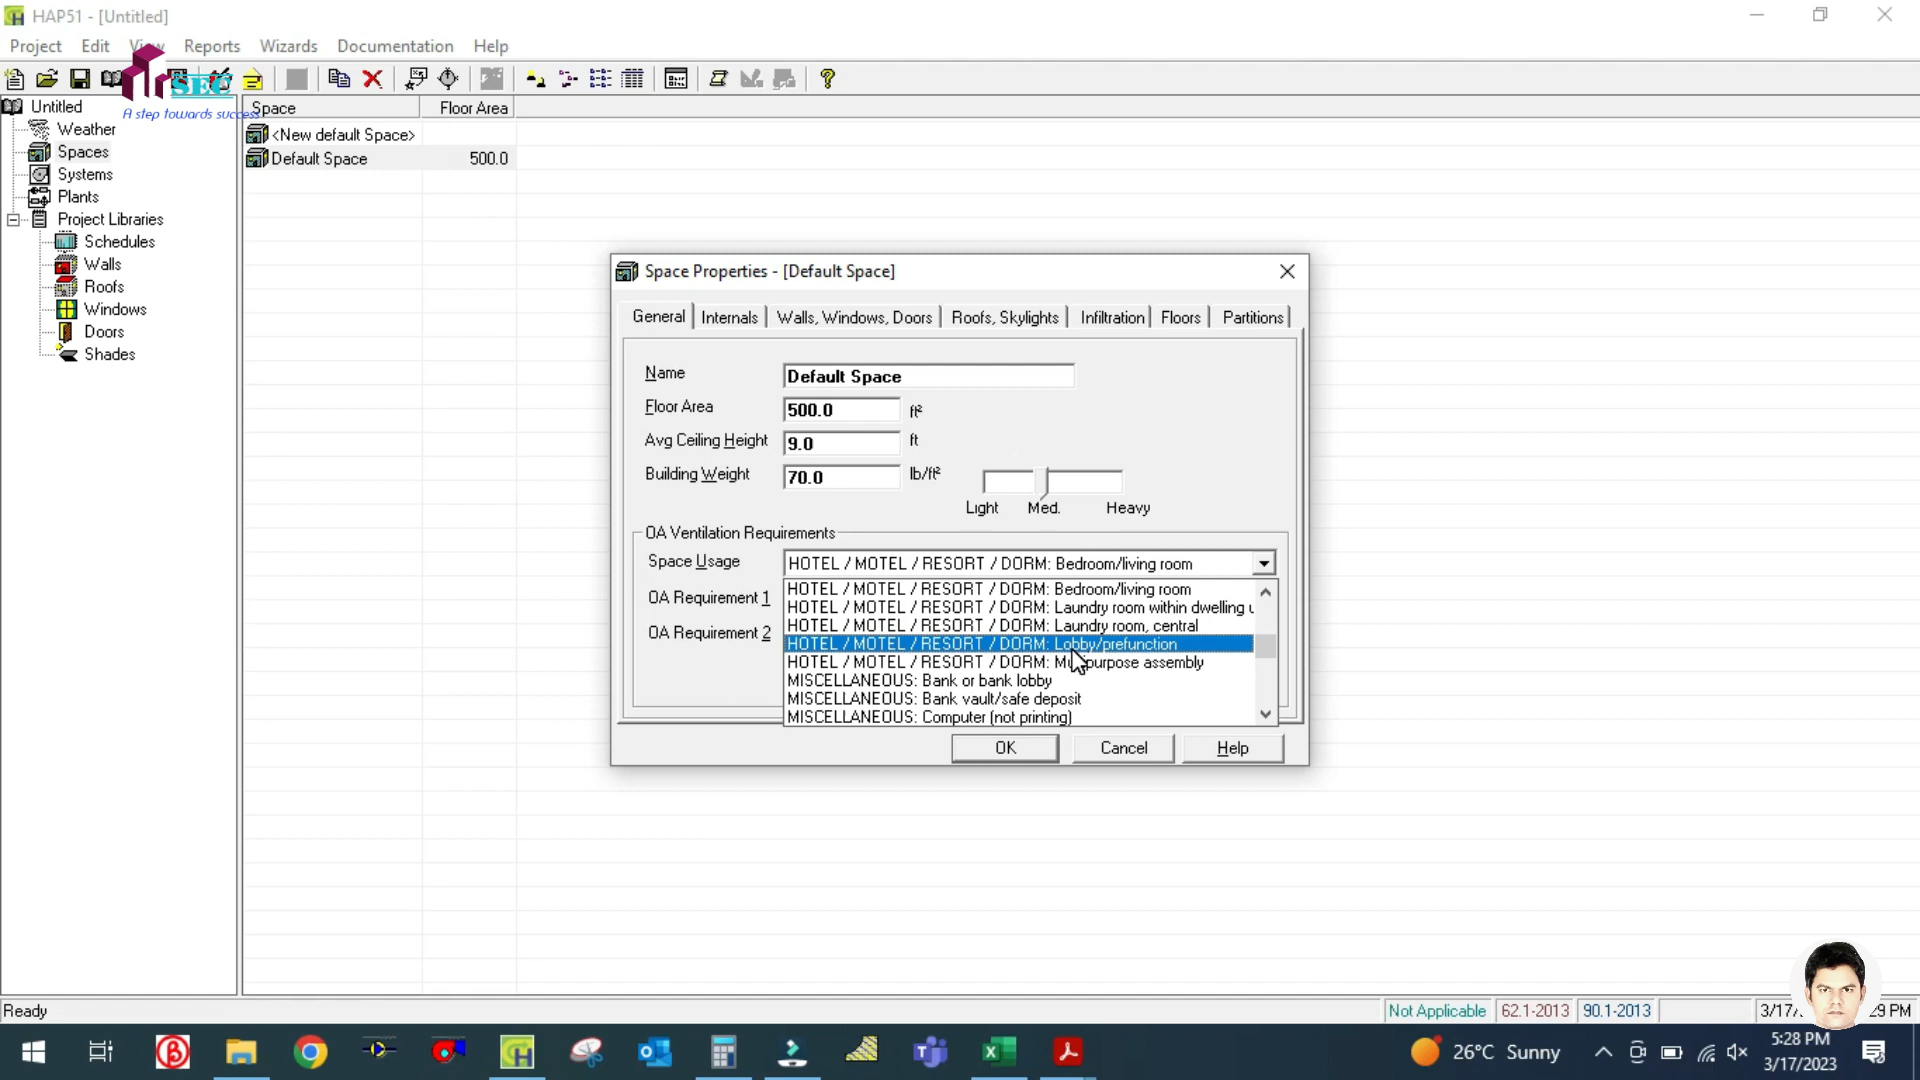 HAP51 - [Untitled]
Project Edit View Reports Wizards Documentation Help
SEC
A step towards success
Untitled
Weather
Spaces
Systems
Plants
Project Libraries
Schedules
Walls
Roofs
Windows
Doors
Shades
Space Floor Area
<New default Space>
Default Space 500.0
Space Properties - [Default Space]
General Internals Walls, Windows, Doors Roofs, Skylights Infiltration Floors Partitions
Name Default Space
Floor Area 500.0 ft²
Avg Ceiling Height 9.0 ft
Building Weight 70.0 lb/ft²
Light Med. Heavy
OA Ventilation Requirements
Space Usage HOTEL / MOTEL / RESORT / DORM: Bedroom/living room
OA Requirement 1
OA Requirement 2
HOTEL / MOTEL / RESORT / DORM: Bedroom/living room
HOTEL / MOTEL / RESORT / DORM: Laundry room within dwelling u
HOTEL / MOTEL / RESORT / DORM: Laundry room, central
HOTEL / MOTEL / RESORT / DORM: Lobby/prefunction
HOTEL / MOTEL / RESORT / DORM: Multipurpose assembly
MISCELLANEOUS: Bank or bank lobby
MISCELLANEOUS: Bank vault/safe deposit
MISCELLANEOUS: Computer (not printing)
OK Cancel Help
Ready Not Applicable 62.1-2013 90.1-2013 3/17/ 29 PM
26°C Sunny
5:28 PM
3/17/2023